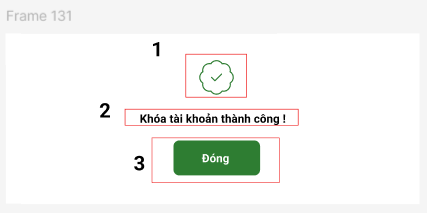 Frame 131
1
2
Khóa tài khoản thành công !
3
Đóng